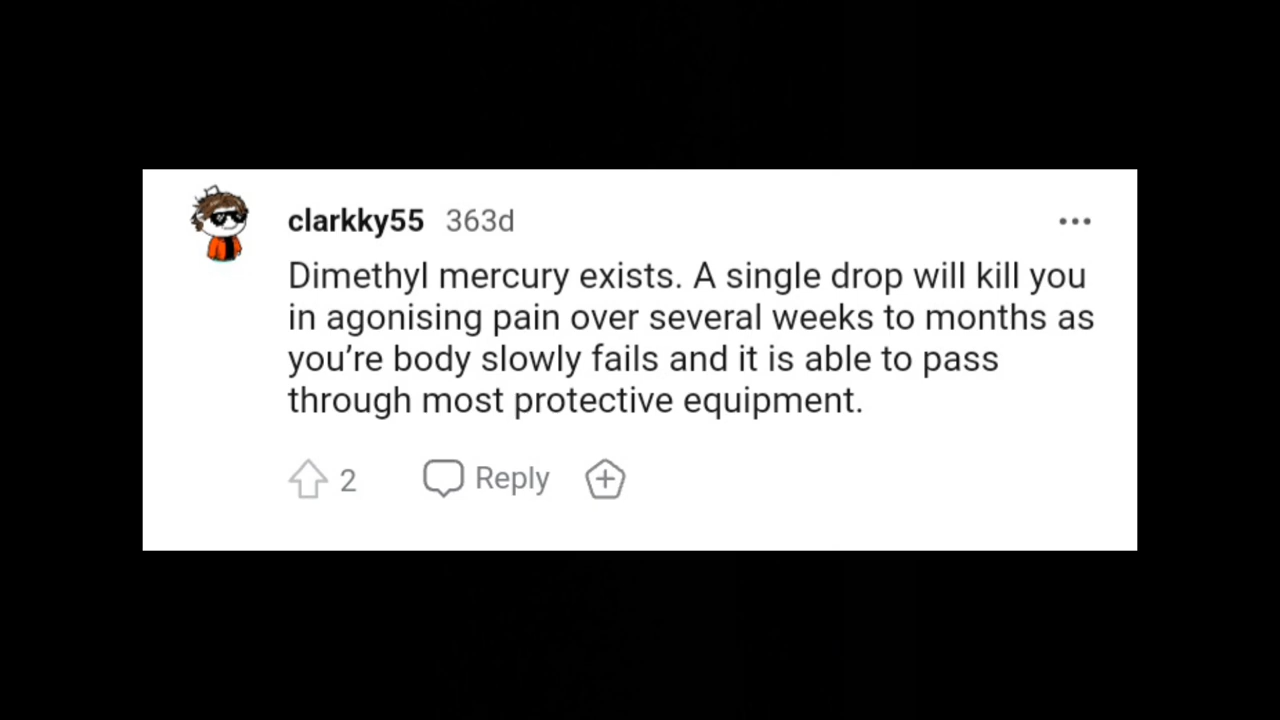 clarkky55 363d
Dimethyl mercury exists. A single drop will kill you
in agonising pain over several weeks to months as
you’re body slowly fails and it is able to pass
through most protective equipment.
2 Reply